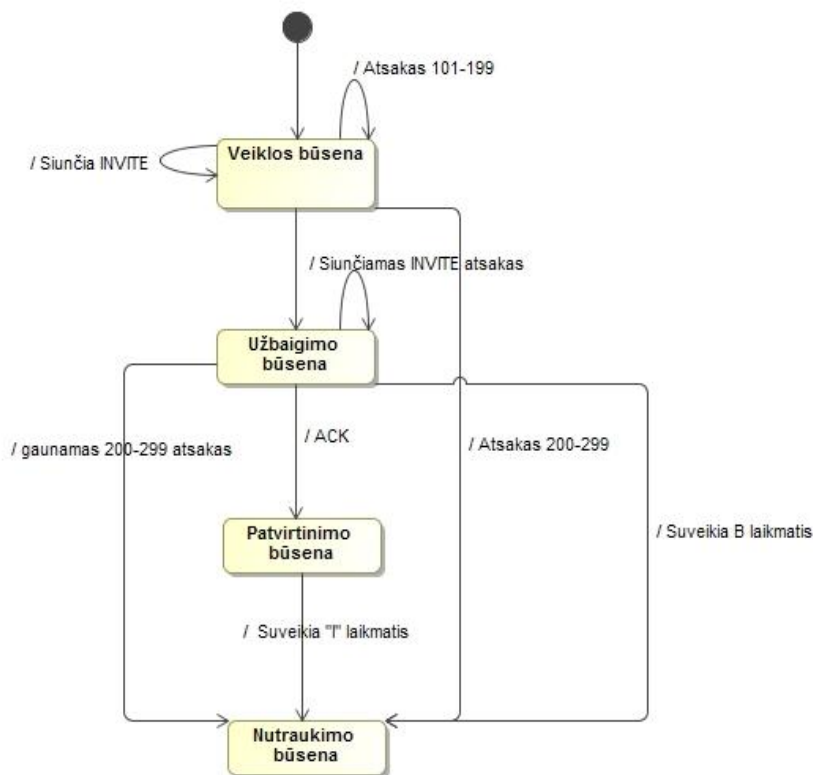 / Atsakas 101-199
Veiklos būsena
/ Siunčia INVITE
/ Siunčiamas INVITE atsakas
Užbaigimo
būsena
/ ACK
/ gaunamas 200-299 atsakas
/ Atsakas 200-299
Patvirtinimo
būsena
/ Suveikia B laikmatis
/ Suveikia "I" laikmatis
Nutraukimo
būsena